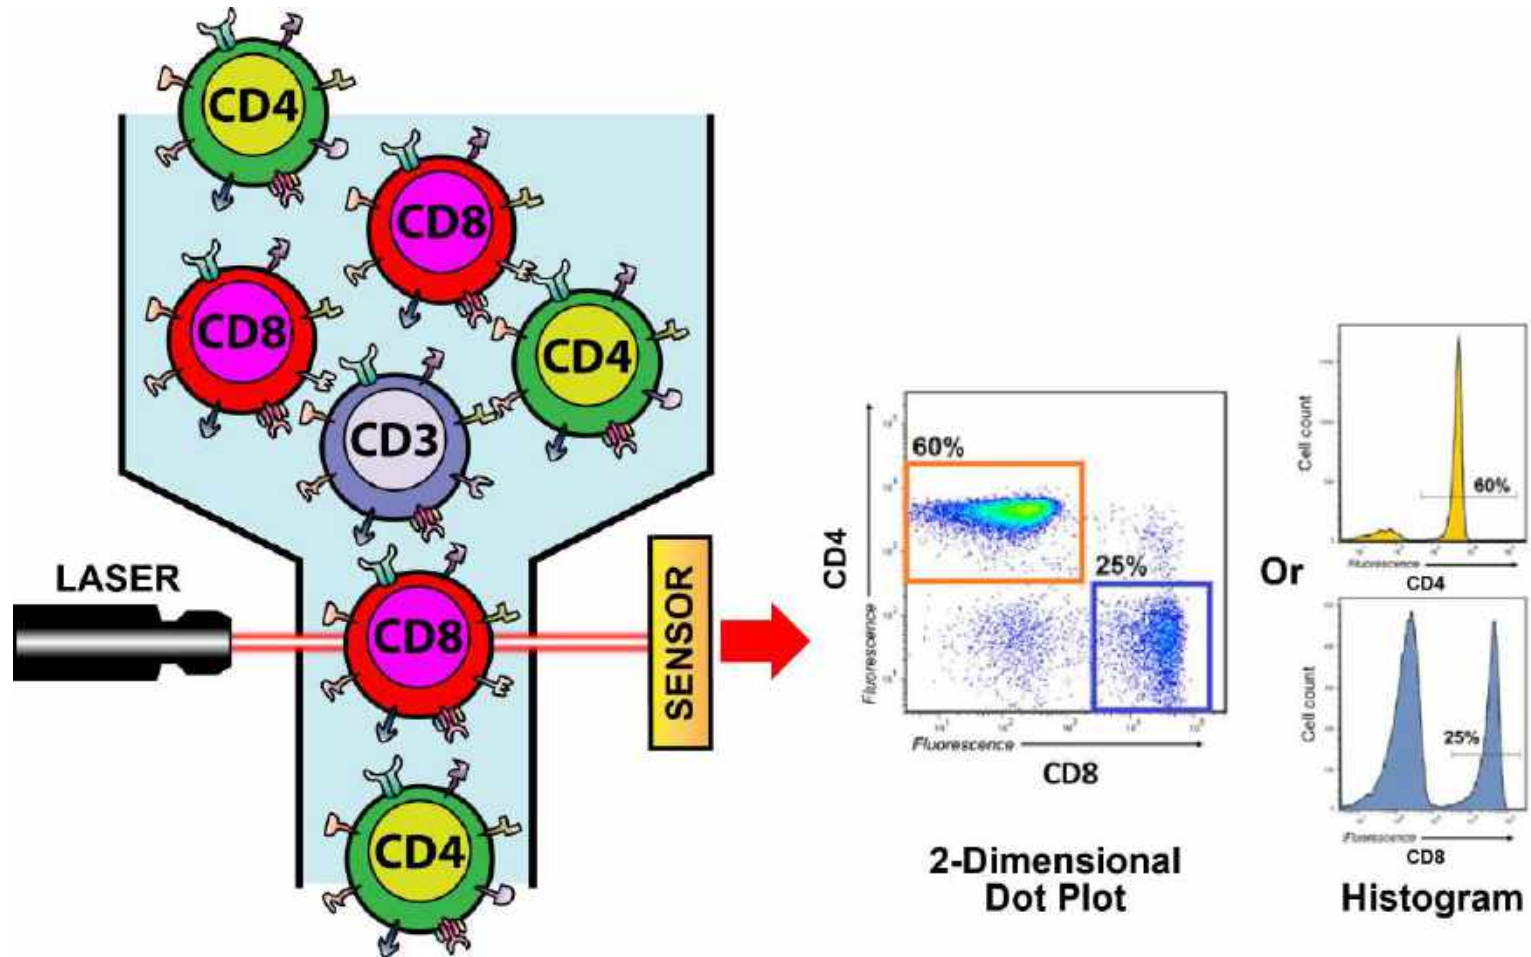 CD4
CD8
CD8
CD4
CD3
LASER
CD8
SENSOR
CD4
60%
25%
CD4
Fluorescence
Fluorescence
CD8
2-Dimensional
Dot Plot
Or
Cell count
60%
Fluorescence
CD4
Cell count
25%
Fluorescence
CD8
Histogram